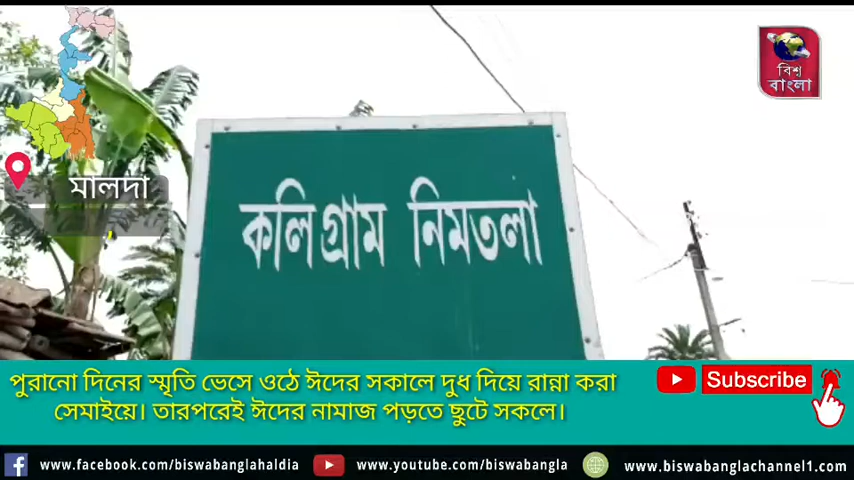 বিশ্ব
বাংলা
মালদা
কলিগ্রাম নিমতলা
পুরানো দিনের স্মৃতি ভেসে ওঠে ঈদের সকালে দুধ দিয়ে রান্না করা
সেমাইয়ে। তারপরেই ঈদের নামাজ পড়তে ছুটে সকলে।
Subscribe
www.facebook.com/biswabanglahaldia
www.youtube.com/biswabangla
www.biswabanglachannel1.com